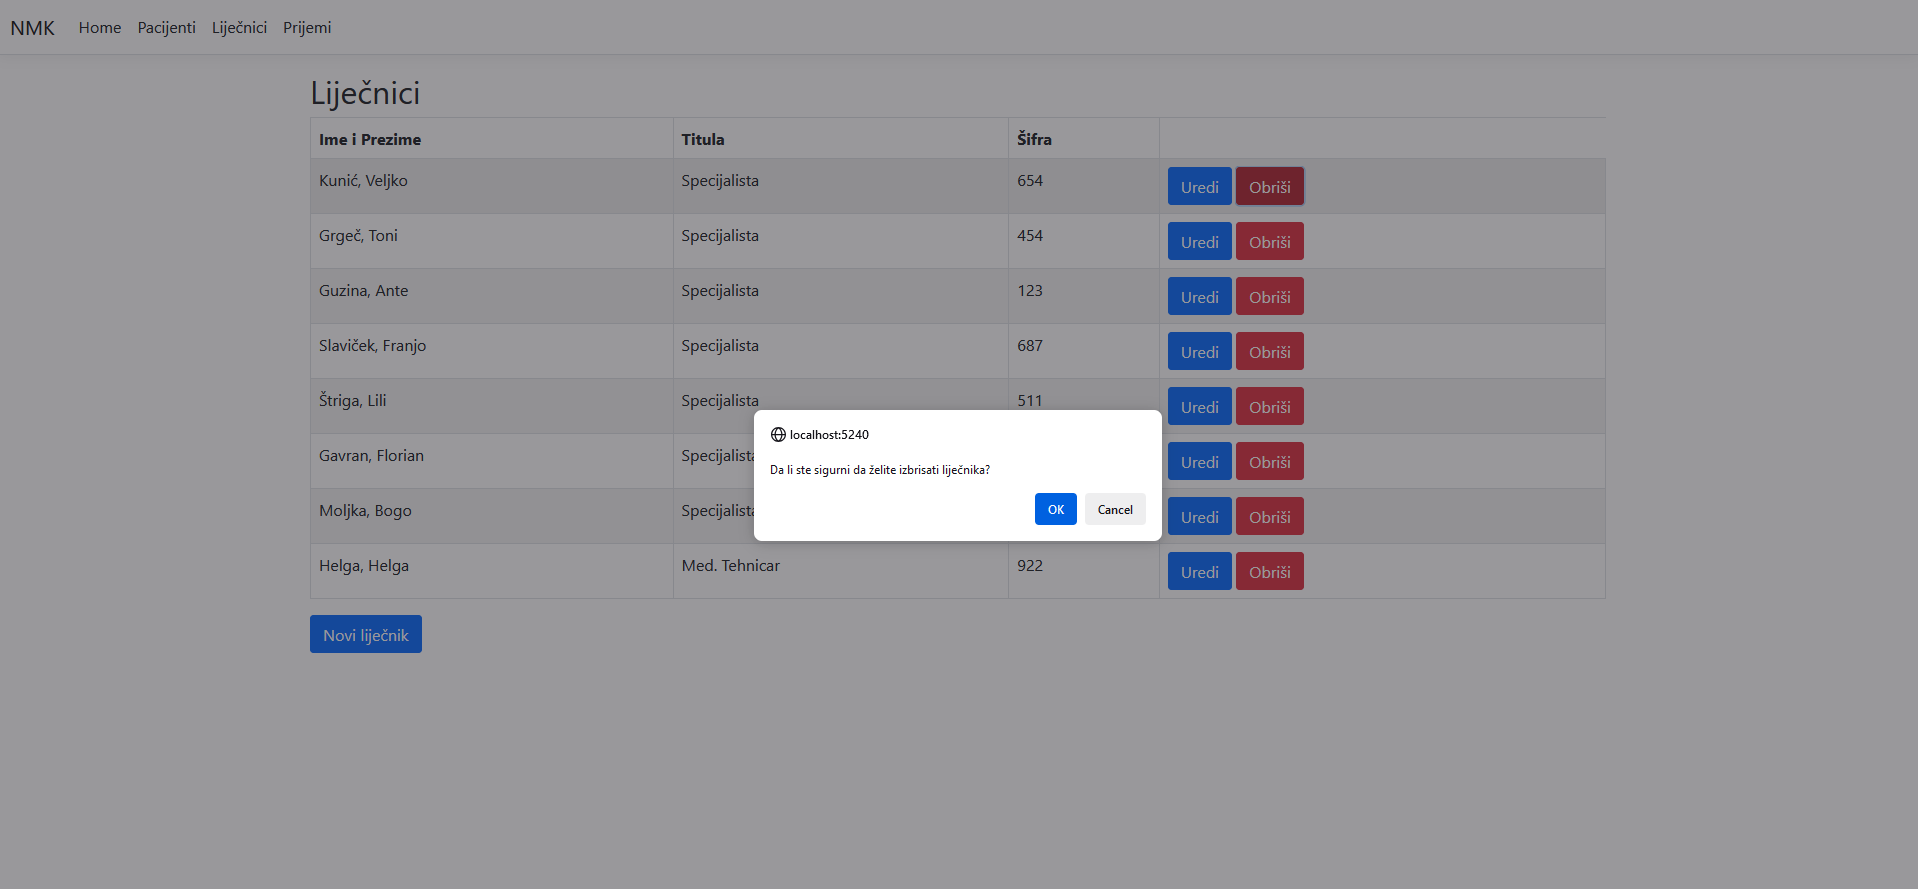 NMK Home Pacijenti Liječnici Prijemi
Liječnici
Ime i Prezime Titula Šifra
Kunić, Veljko Specijalista 654 Uredi Obriši
Grgeč, Toni Specijalista 454 Uredi Obriši
Guzina, Ante Specijalista 123 Uredi Obriši
Slaviček, Franjo Specijalista 687 Uredi Obriši
Štriga, Lili Specijalista 511 Uredi Obriši
localhost:5240
Da li ste sigurni da želite izbrisati liječnika?
OK Cancel
Gavran, Florian Specijalista Uredi Obriši
Moljka, Bogo Specijalista Uredi Obriši
Helga, Helga Med. Tehnicar 922 Uredi Obriši
Novi liječnik